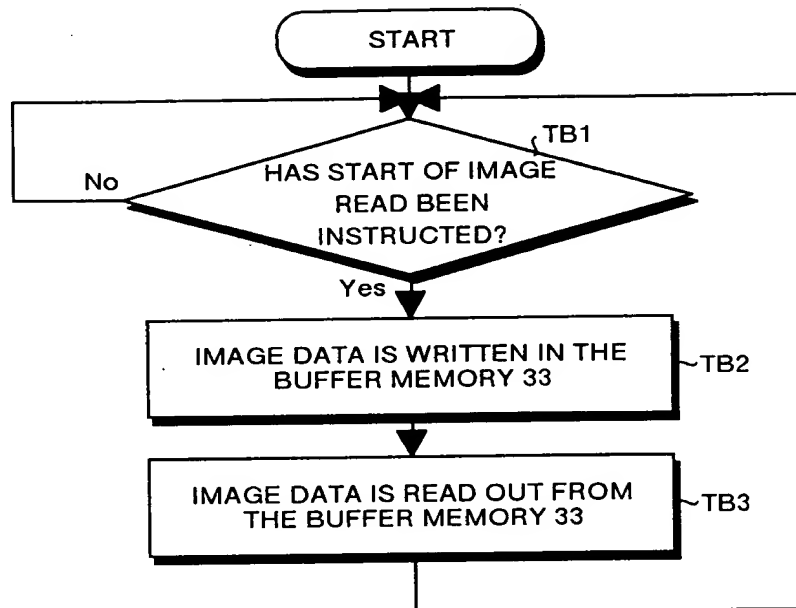 START
TB1
HAS START OF IMAGE
READ BEEN
INSTRUCTED?
No
Yes
IMAGE DATA IS WRITTEN IN THE
BUFFER MEMORY 33
TB2
IMAGE DATA IS READ OUT FROM
THE BUFFER MEMORY 33
TB3